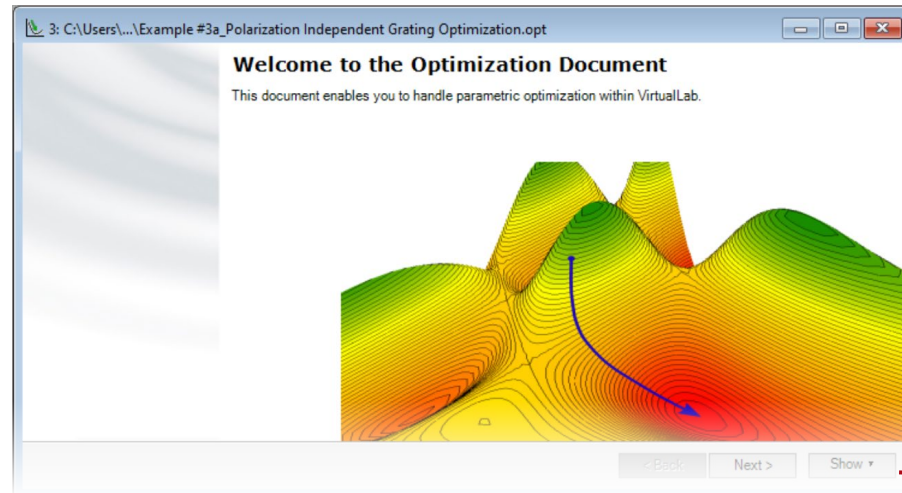 3: C:\Users\...\Example #3a_Polarization Independent Grating Optimization.opt
Welcome to the Optimization Document
This document enables you to handle parametric optimization within VirtualLab.
< Back
Next >
Show